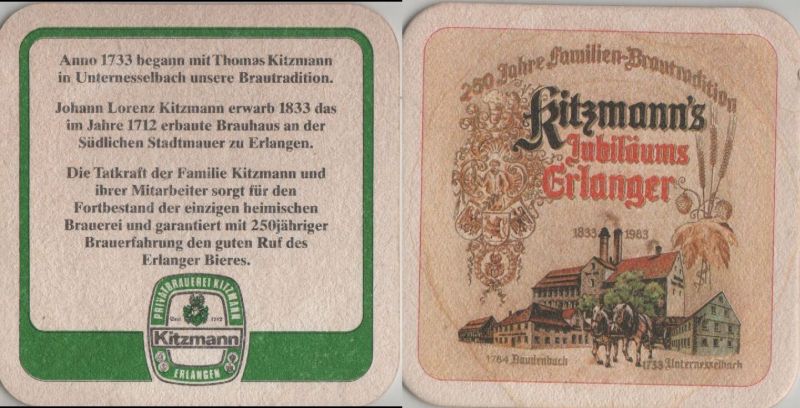 Anno 1733 begann mit Thomas Kitzmann
in Unternesselbach unsere Brautradition.
Johann Lorenz Kitzmann erwarb 1833 das
im Jahre 1712 erbaute Brauhaus an der
Südlichen Stadtmauer zu Erlangen.
Die Tatkraft der Familie Kitzmann und
ihrer Mitarbeiter sorgt für den
Fortbestand der einzigen heimischen
Brauerei und garantiert mit 250jähriger
Brauerfahrung den guten Ruf des
Erlanger Bieres.
PRIVATBRAUEREI KITZMANN
Seit 1712
Kitzmann
ERLANGEN
250 Jahre Familien-Brautradition
Kitzmann's
Jubiläums
Erlanger
1833 1983
1764 Baudenbach
1733 Unternesselbach